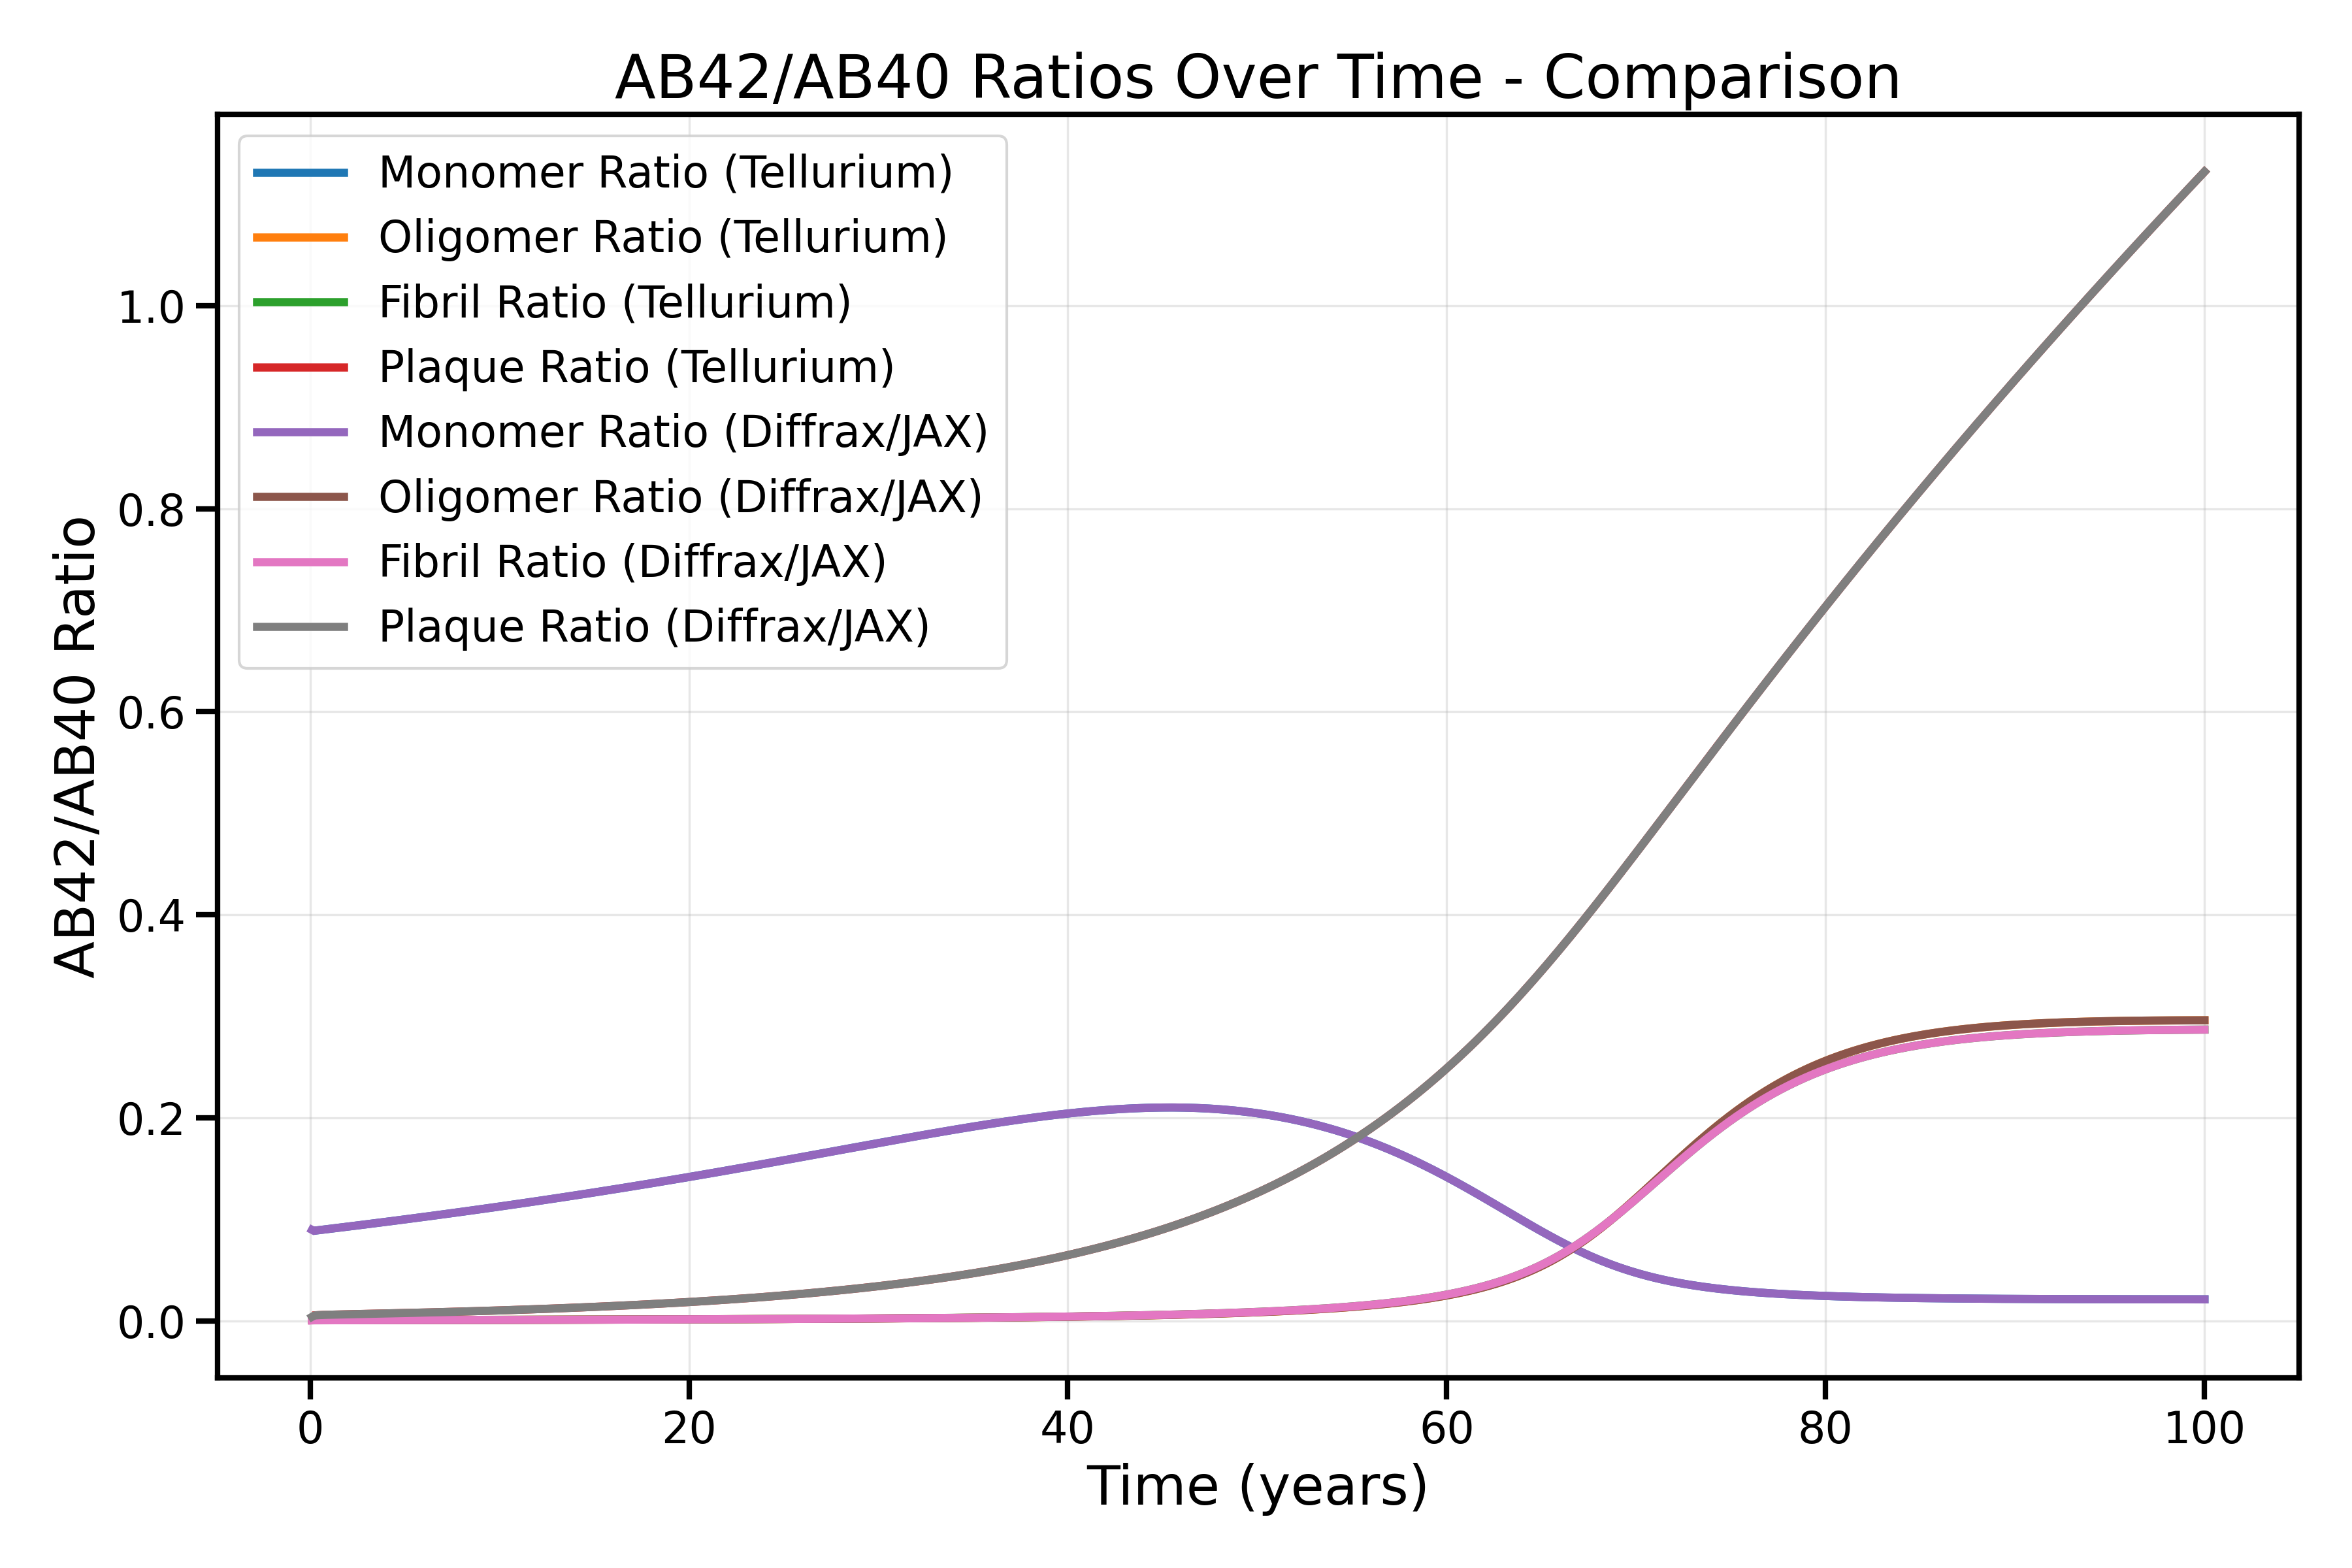 AB42/AB40 Ratios Over Time - Comparison
Monomer Ratio (Tellurium)
Oligomer Ratio (Tellurium)
Fibril Ratio (Tellurium)
Plaque Ratio (Tellurium)
Monomer Ratio (Diffrax/JAX)
Oligomer Ratio (Diffrax/JAX)
Fibril Ratio (Diffrax/JAX)
Plaque Ratio (Diffrax/JAX)
AB42/AB40 Ratio
1.0
0.8
0.6
0.4
0.2
0.0
0 20 40 60 80 100
Time (years)